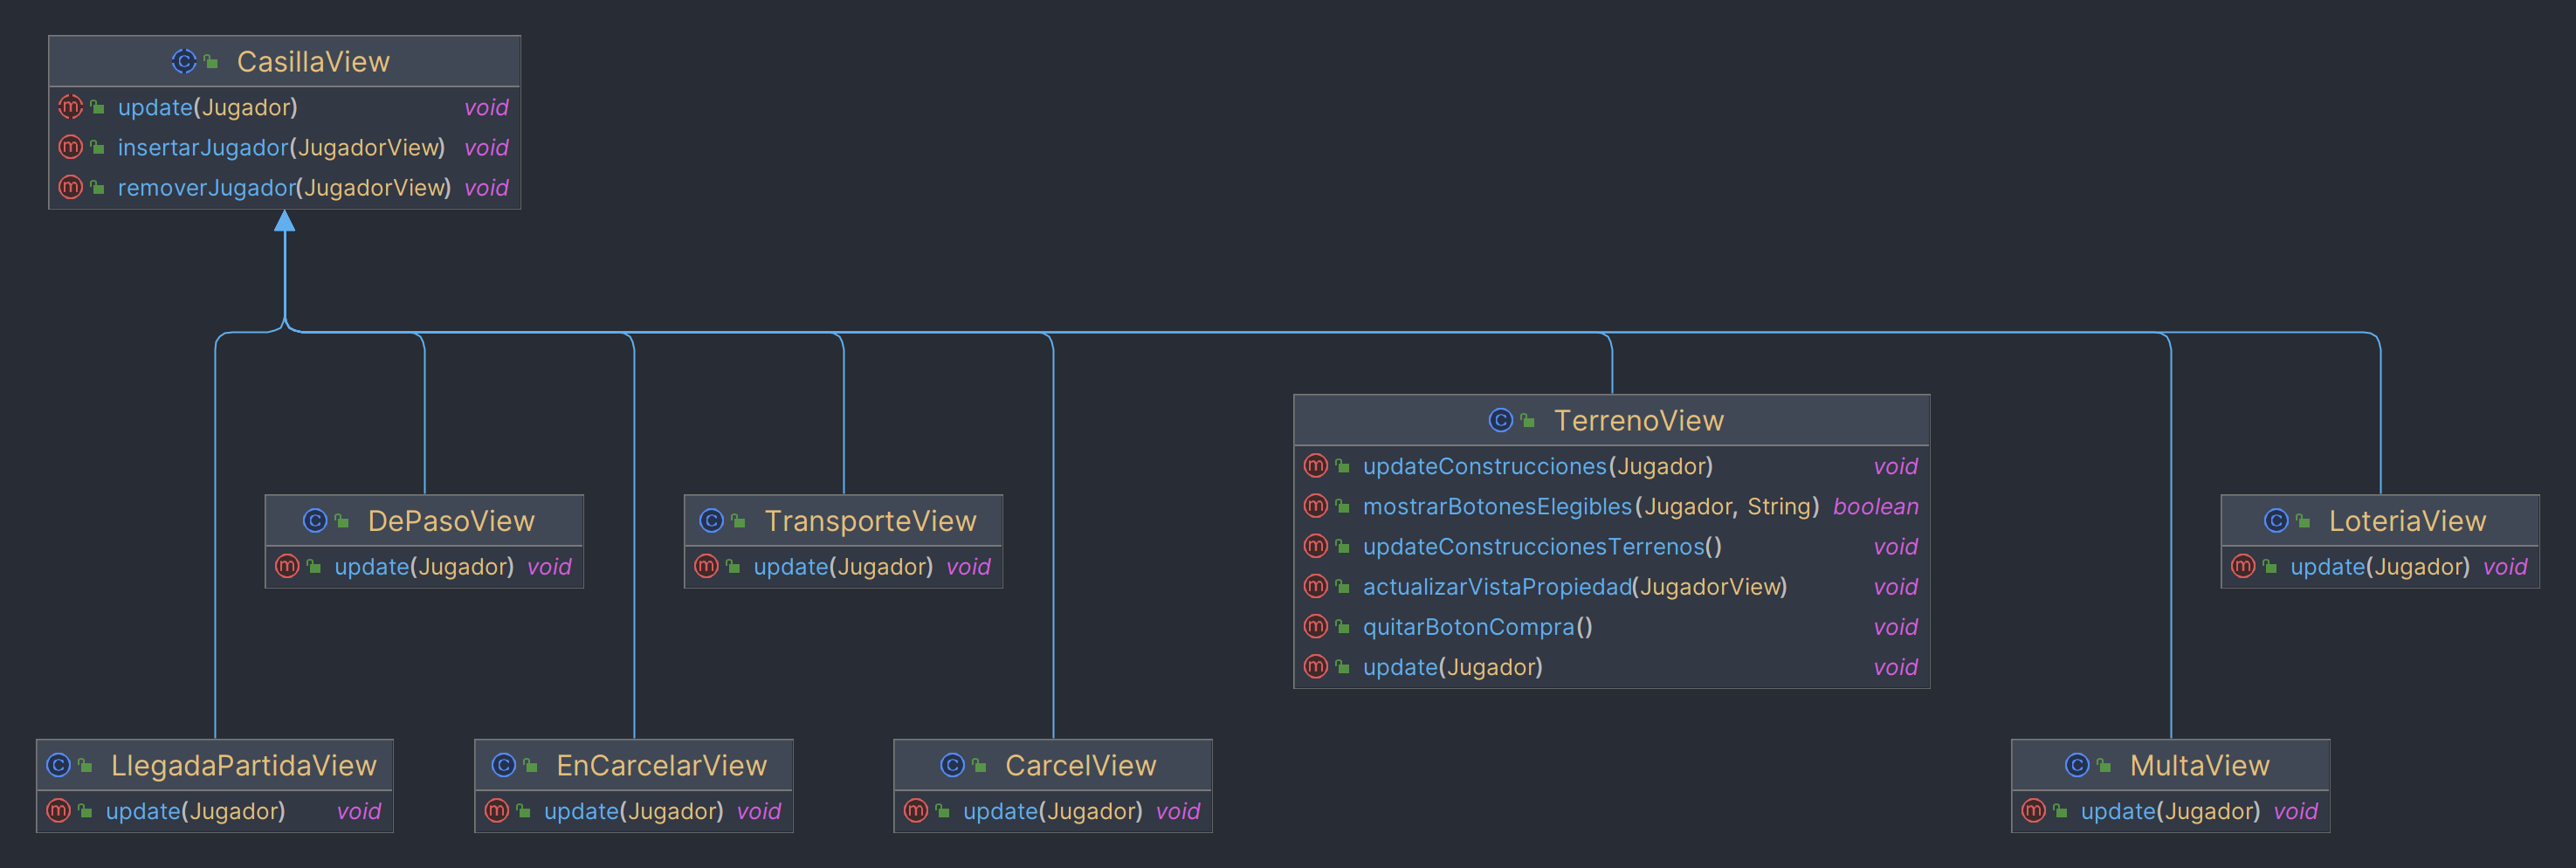 CasillaView
update(Jugador) void
insertarJugador(JugadorView) void
removerJugador(JugadorView) void
TerrenoView
updateConstrucciones(Jugador) void
mostrarBotonesElegibles(Jugador, String) boolean
updateConstruccionesTerrenos() void
actualizarVistaPropiedad(JugadorView) void
quitarBotonCompra() void
update(Jugador) void
DePasoView
update(Jugador) void
TransporteView
update(Jugador) void
LoteriaView
update(Jugador) void
LlegadaPartidaView
update(Jugador) void
EnCarcelarView
update(Jugador) void
CarcelView
update(Jugador) void
MultaView
update(Jugador) void